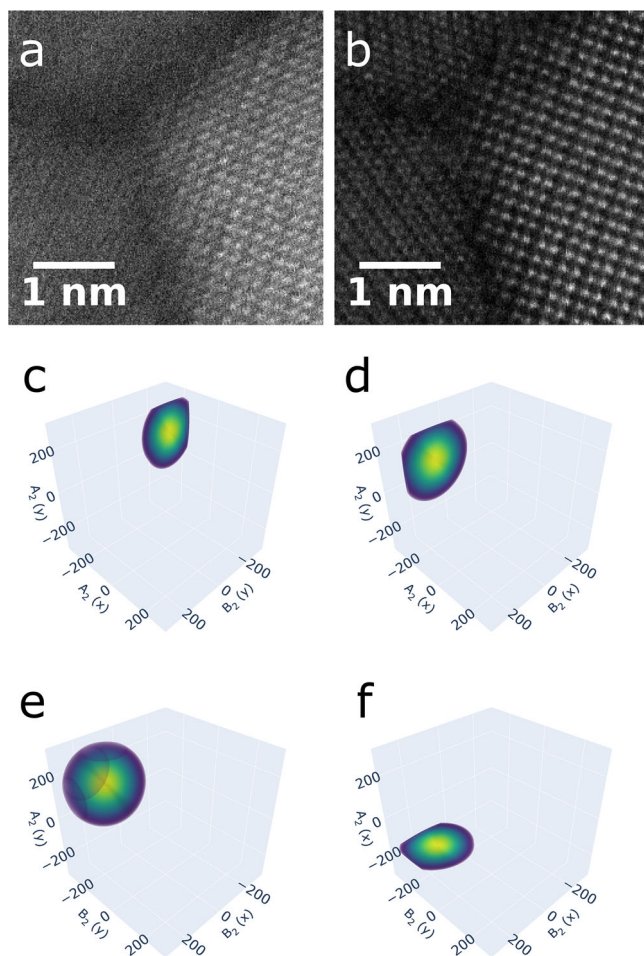 a b
1 nm 1 nm
c d
200 200
A₂ (y) 0 A₂ (y) 0
−200 −200
−200 −200 −200 −200
A₂ (x) 0 0 B₂ (y) A₂ (x) 0 0 B₂ (x)
200 200 200 200
e f
200 200
A₂ (y) 0 A₂ (x) 0
−200 −200
−200 −200 −200 −200
B₂ (y) 0 0 B₂ (x) B₂ (y) 0 0 B₂ (x)
200 200 200 200